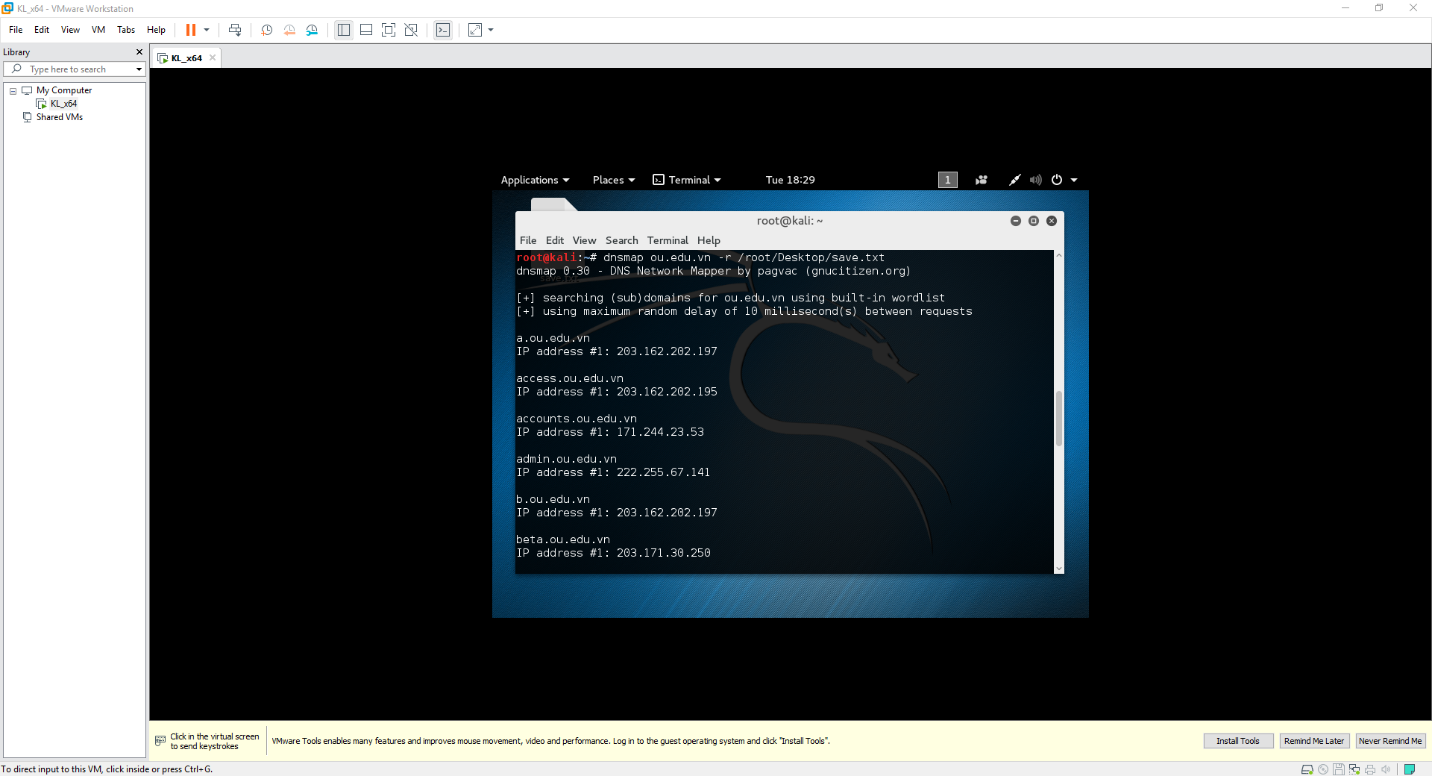 KL_x64 - VMware Workstation
File Edit View VM Tabs Help
Library
Type here to search
My Computer
KL_x64
Shared VMs
KL_x64
Applications Places Terminal Tue 18:29 1
root@kali: ~
File Edit View Search Terminal Help
root@kali:~# dnsmap ou.edu.vn -r /root/Desktop/save.txt
dnsmap 0.30 - DNS Network Mapper by pagvac (gnucitizen.org)
[+] searching (sub)domains for ou.edu.vn using built-in wordlist
[+] using maximum random delay of 10 millisecond(s) between requests
a.ou.edu.vn
IP address #1: 203.162.202.197
access.ou.edu.vn
IP address #1: 203.162.202.195
accounts.ou.edu.vn
IP address #1: 171.244.23.53
admin.ou.edu.vn
IP address #1: 222.255.67.141
b.ou.edu.vn
IP address #1: 203.162.202.197
beta.ou.edu.vn
IP address #1: 203.171.30.250
Click in the virtual screen
to send keystrokes
VMware Tools enables many features and improves mouse movement, video and performance. Log in to the guest operating system and click "Install Tools".
Install Tools Remind Me Later Never Remind Me
To direct input to this VM, click inside or press Ctrl+G.